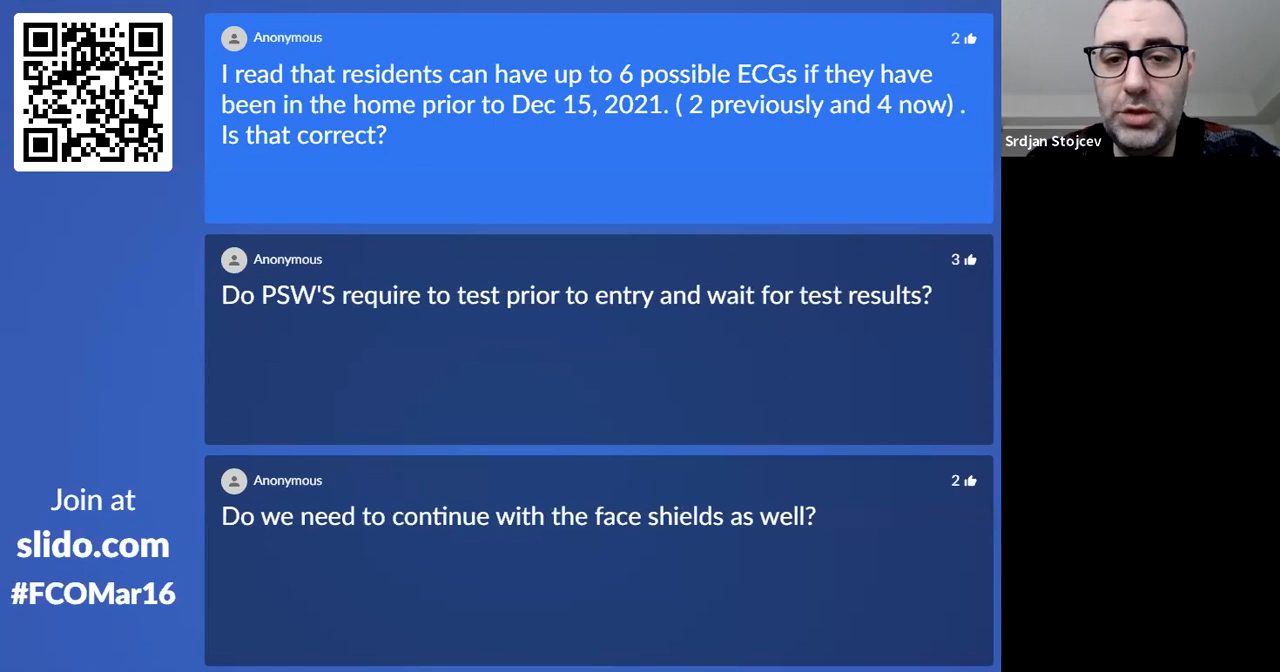 Anonymous
2
I read that residents can have up to 6 possible ECGs if they have
been in the home prior to Dec 15, 2021. ( 2 previously and 4 now) .
Is that correct?
Srdjan Stojcev
Anonymous
3
Do PSW'S require to test prior to entry and wait for test results?
Anonymous
2
Do we need to continue with the face shields as well?
Join at
slido.com
#FCOMar16